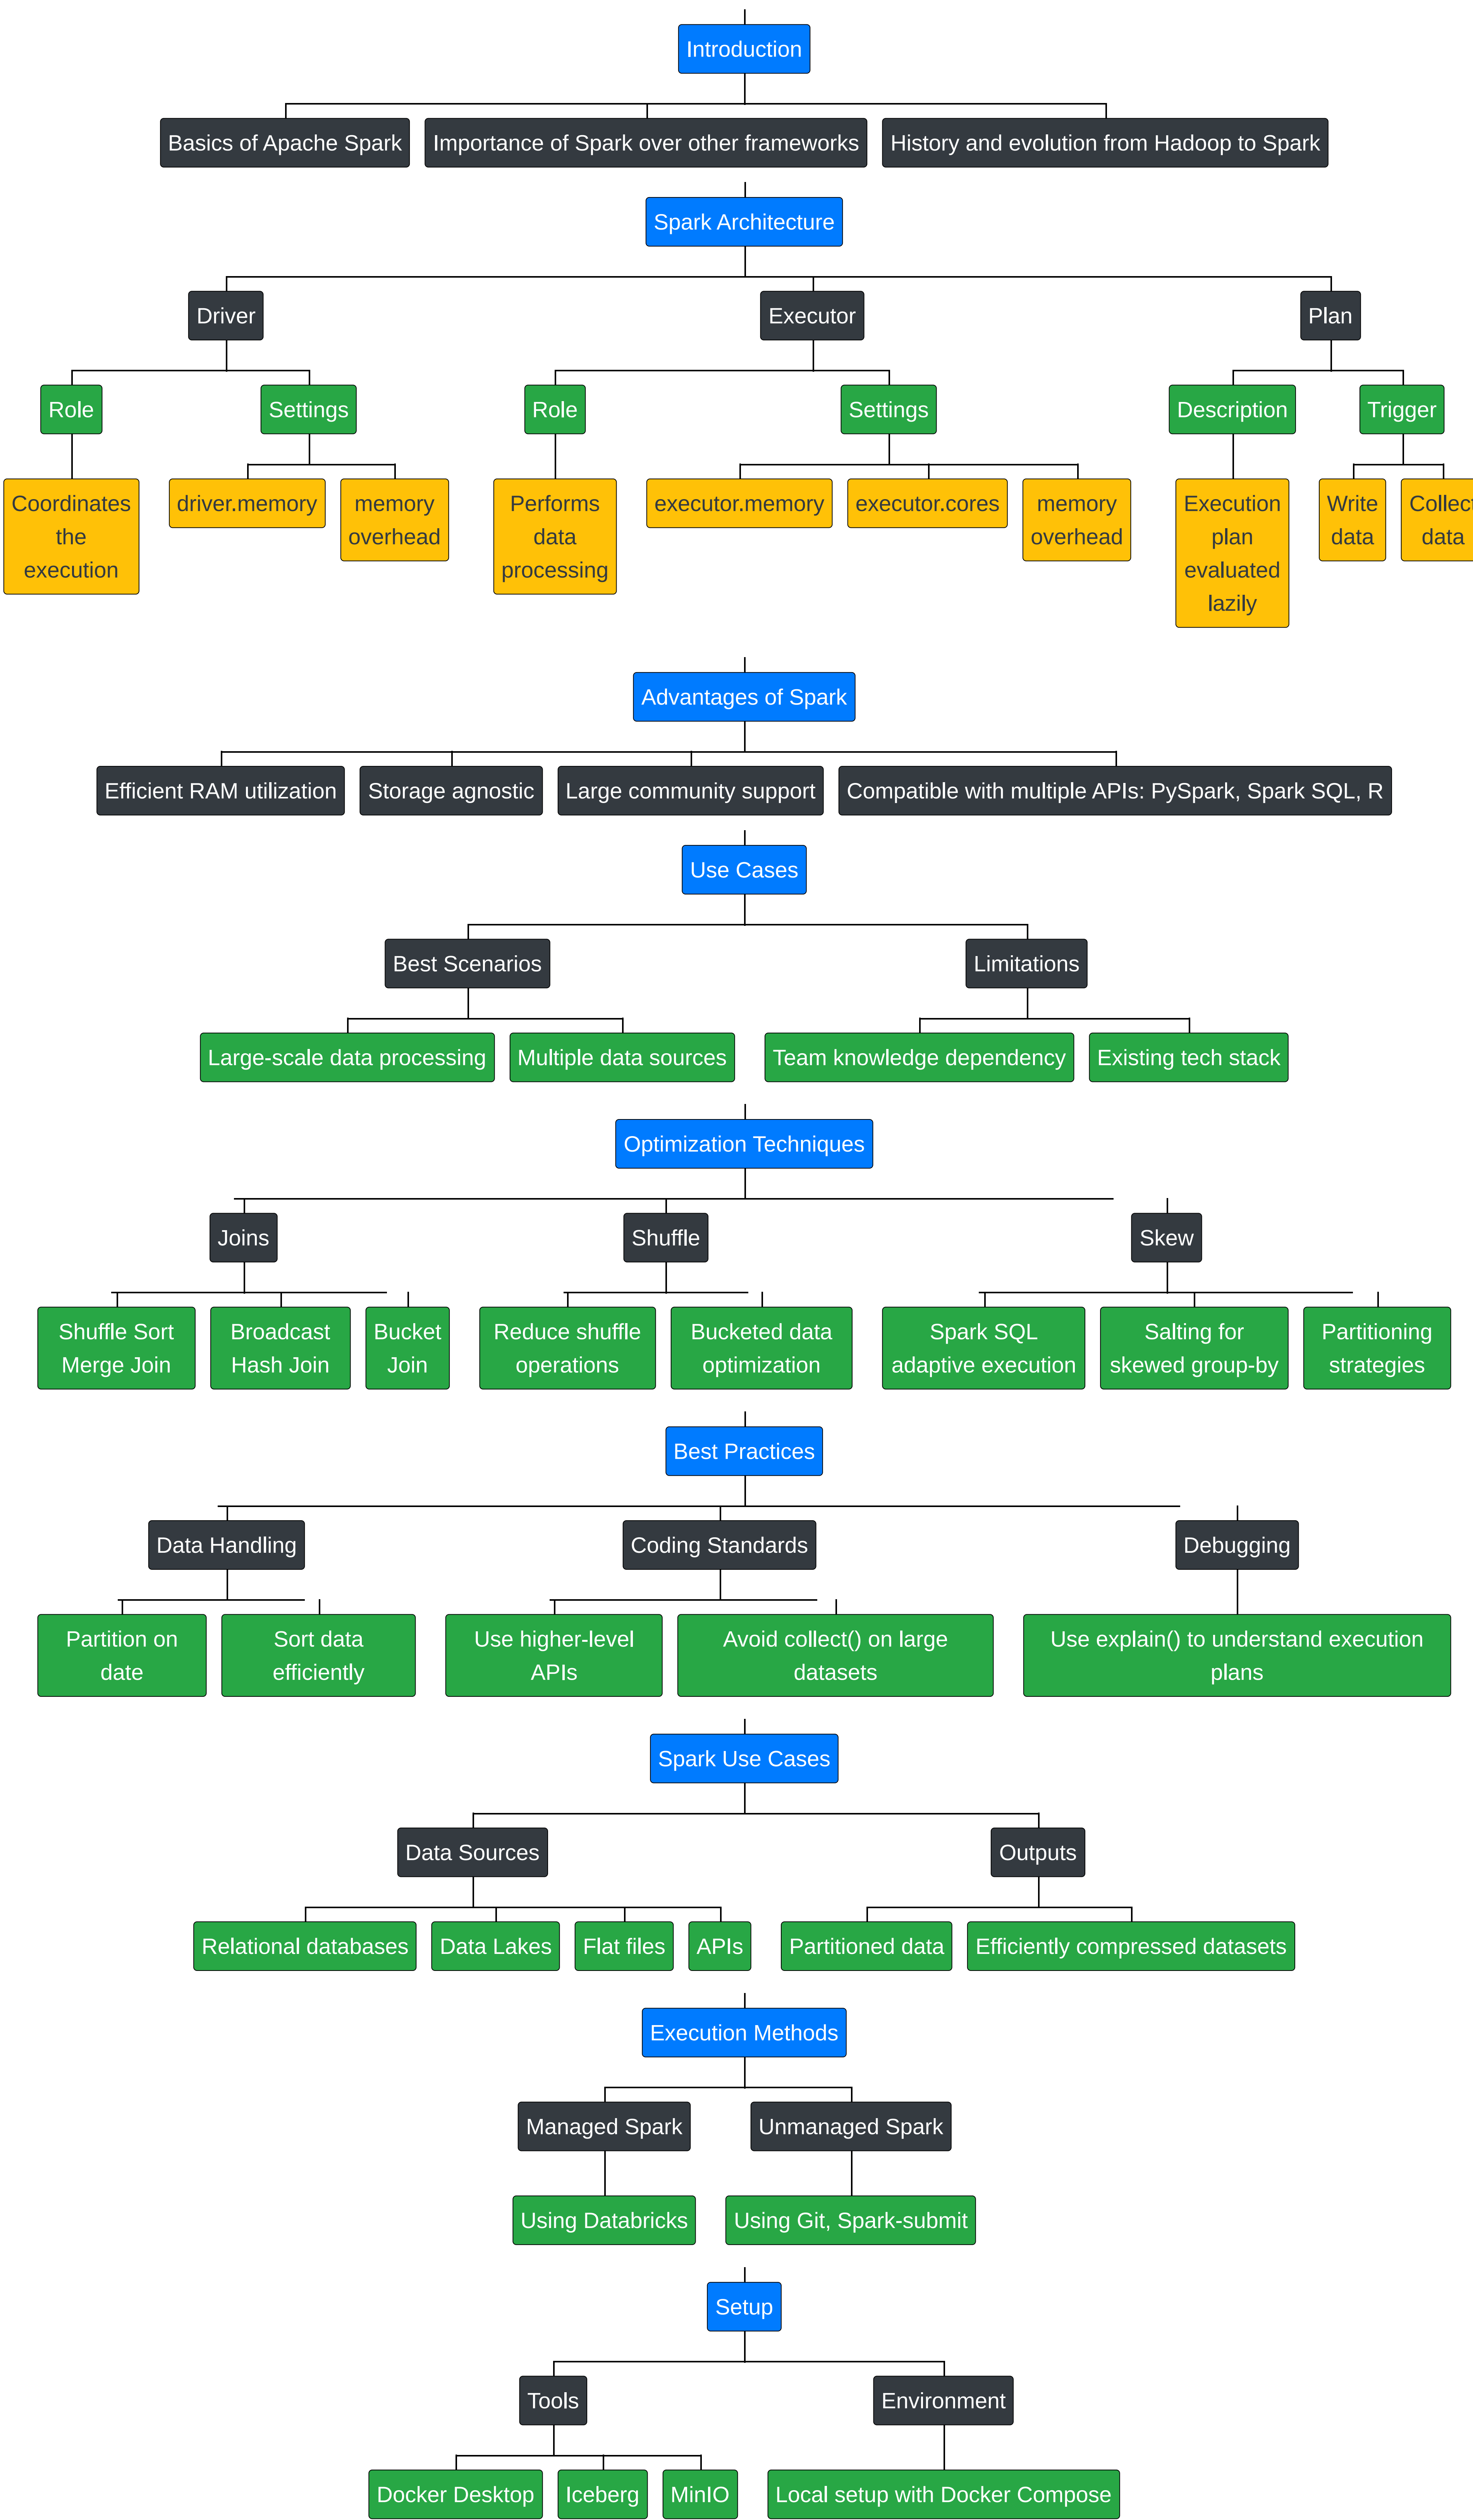 Introduction
Basics of Apache Spark
Importance of Spark over other frameworks
History and evolution from Hadoop to Spark
Spark Architecture
Driver
Executor
Plan
Role
Settings
Role
Settings
Description
Trigger
Coordinates
the
execution
driver.memory
memory
overhead
Performs
data
processing
executor.memory
executor.cores
memory
overhead
Execution
plan
evaluated
lazily
Write
data
Collect
data
Advantages of Spark
Efficient RAM utilization
Storage agnostic
Large community support
Compatible with multiple APIs: PySpark, Spark SQL, R
Use Cases
Best Scenarios
Limitations
Large-scale data processing
Multiple data sources
Team knowledge dependency
Existing tech stack
Optimization Techniques
Joins
Shuffle
Skew
Shuffle Sort
Merge Join
Broadcast
Hash Join
Bucket
Join
Reduce shuffle
operations
Bucketed data
optimization
Spark SQL
adaptive execution
Salting for
skewed group-by
Partitioning
strategies
Best Practices
Data Handling
Coding Standards
Debugging
Partition on
date
Sort data
efficiently
Use higher-level
APIs
Avoid collect() on large
datasets
Use explain() to understand execution
plans
Spark Use Cases
Data Sources
Outputs
Relational databases
Data Lakes
Flat files
APIs
Partitioned data
Efficiently compressed datasets
Execution Methods
Managed Spark
Unmanaged Spark
Using Databricks
Using Git, Spark-submit
Setup
Tools
Environment
Docker Desktop
Iceberg
MinIO
Local setup with Docker Compose